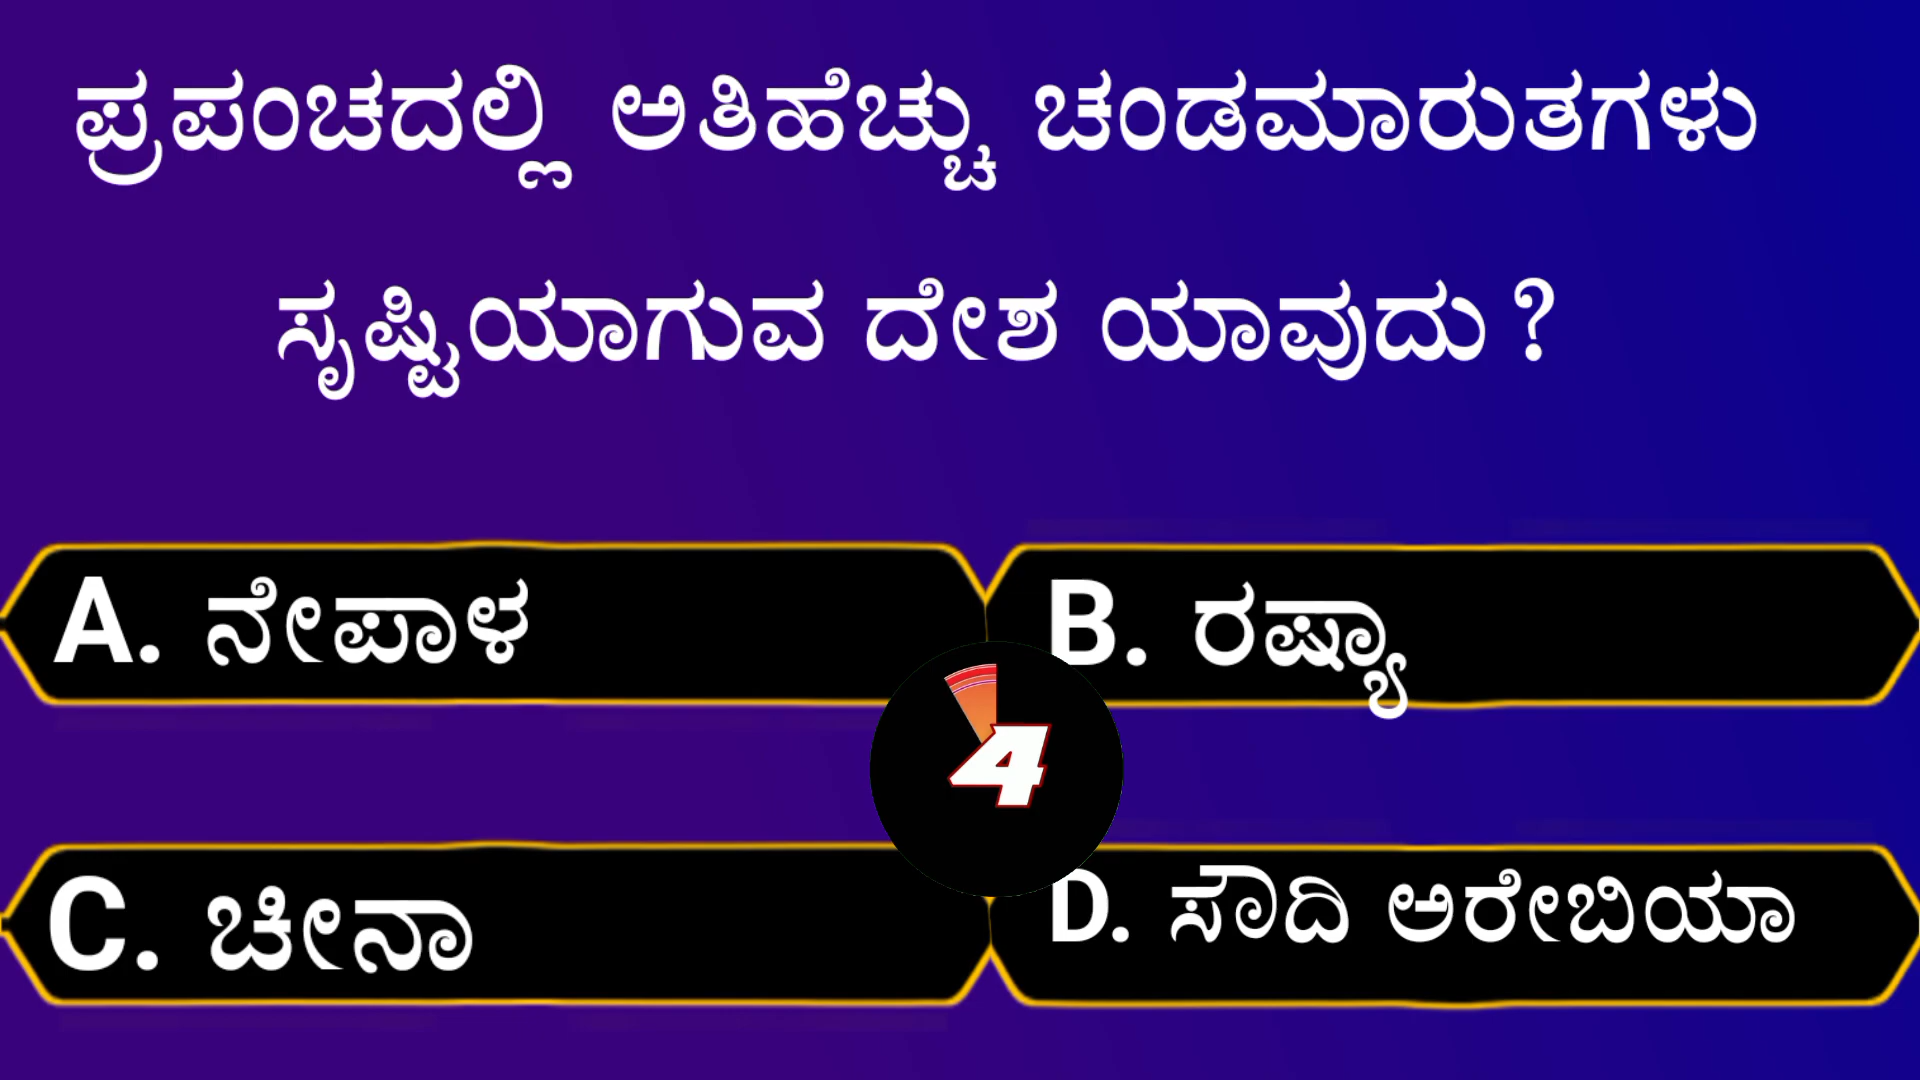 ಪ್ರಪಂಚದಲ್ಲಿ ಅತಿಹೆಚ್ಚು ಚಂಡಮಾರುತಗಳು
ಸೃಷ್ಟಿಯಾಗುವ ದೇಶ ಯಾವುದು ?
A. ನೇಪಾಳ
B. ರಷ್ಯಾ
4
C. ಚೀನಾ
D. ಸೌದಿ ಅರೇಬಿಯಾ